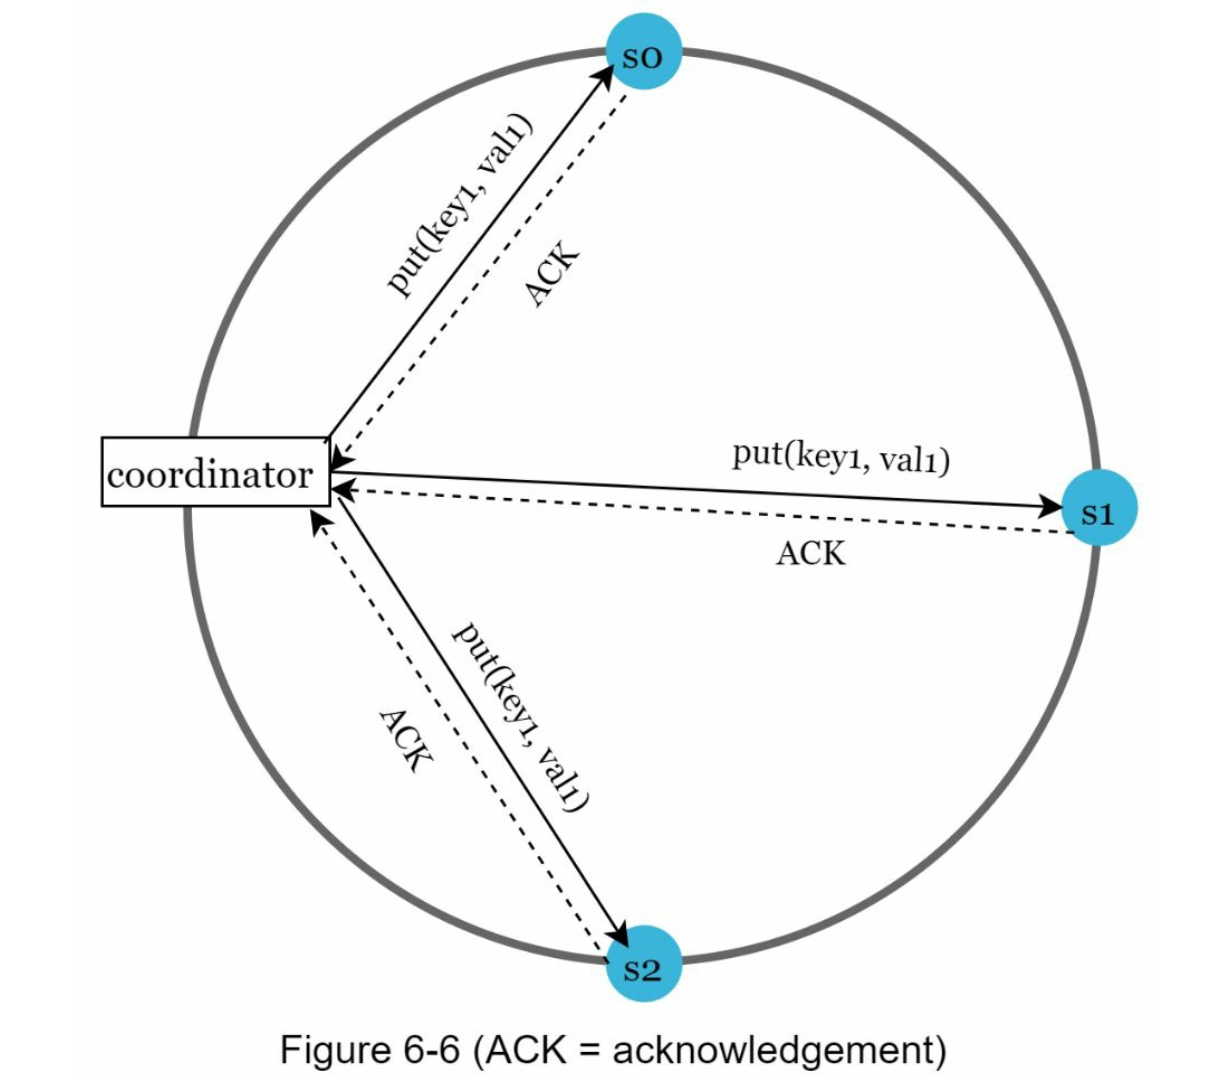 s0
put(key1, val1)
ACK
coordinator
put(key1, val1)
s1
ACK
put(key1, val1)
ACK
s2
Figure 6-6 (ACK = acknowledgement)